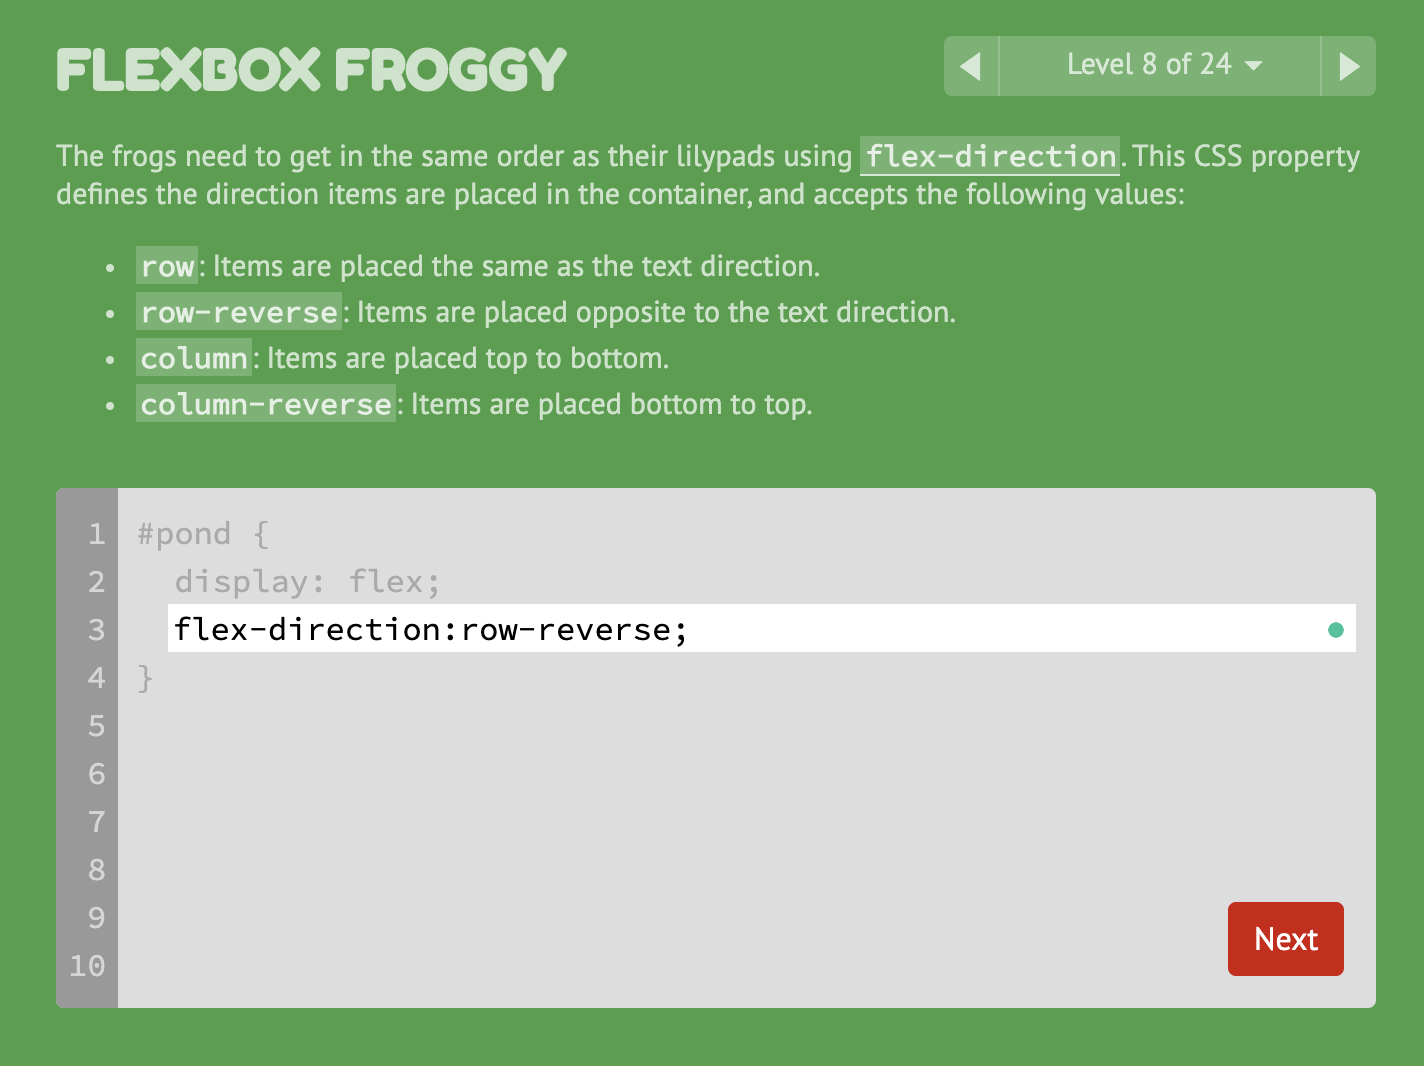 FLEXBOX FROGGY
Level 8 of 24
The frogs need to get in the same order as their lilypads using flex-direction. This CSS property
defines the direction items are placed in the container, and accepts the following values:
• row: Items are placed the same as the text direction.
• row-reverse: Items are placed opposite to the text direction.
• column: Items are placed top to bottom.
• column-reverse: Items are placed bottom to top.
1 #pond {
2 display: flex;
3 flex-direction:row-reverse;
4 }
5
6
7
8
9
10
Next